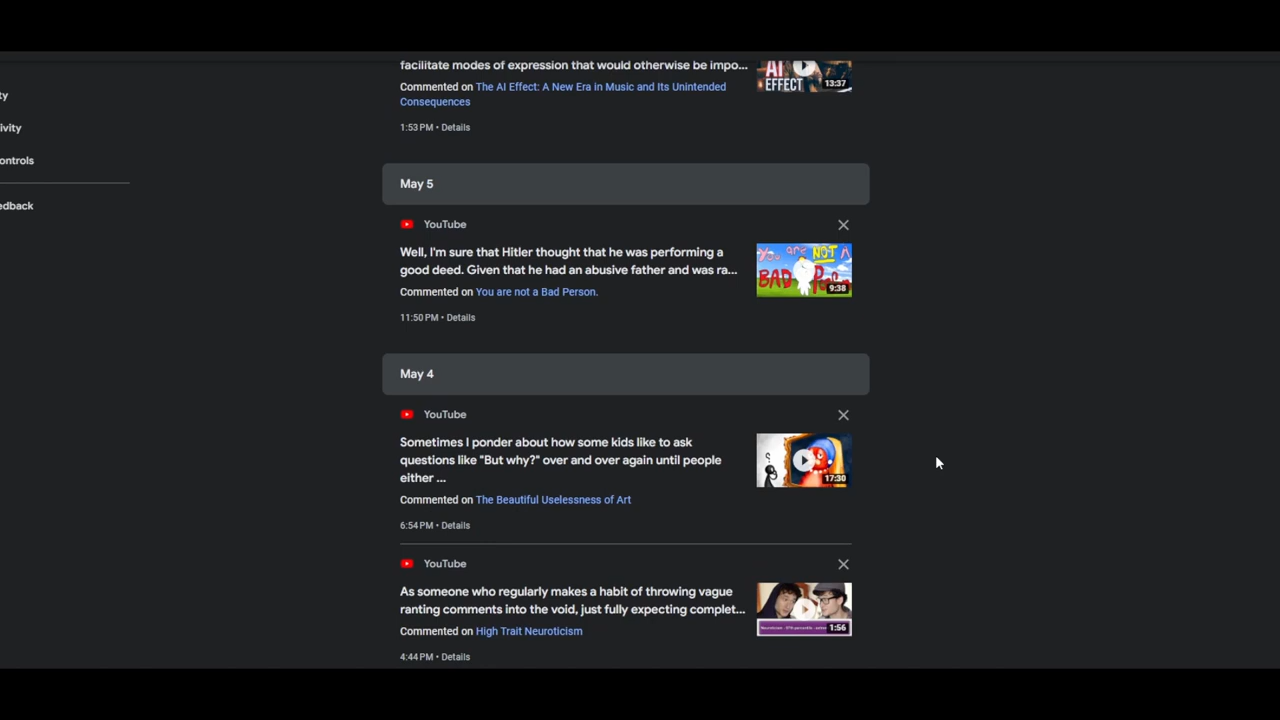 facilitate modes of expression that would otherwise be impo...
AI
EFFECT
13:37
Commented on The AI Effect: A New Era in Music and Its Unintended
Consequences
1:53 PM • Details
ty
ivity
ontrols
edback
May 5
YouTube
Well, I'm sure that Hitler thought that he was performing a
good deed. Given that he had an abusive father and was ra...
Commented on You are not a Bad Person.
11:50 PM • Details
You are NOT A
BAD
9:38
May 4
YouTube
Sometimes I ponder about how some kids like to ask
questions like "But why?" over and over again until people
either ...
Commented on The Beautiful Uselessness of Art
6:54 PM • Details
17:30
YouTube
As someone who regularly makes a habit of throwing vague
ranting comments into the void, just fully expecting complet...
Commented on High Trait Neuroticism
4:44 PM • Details
1:56